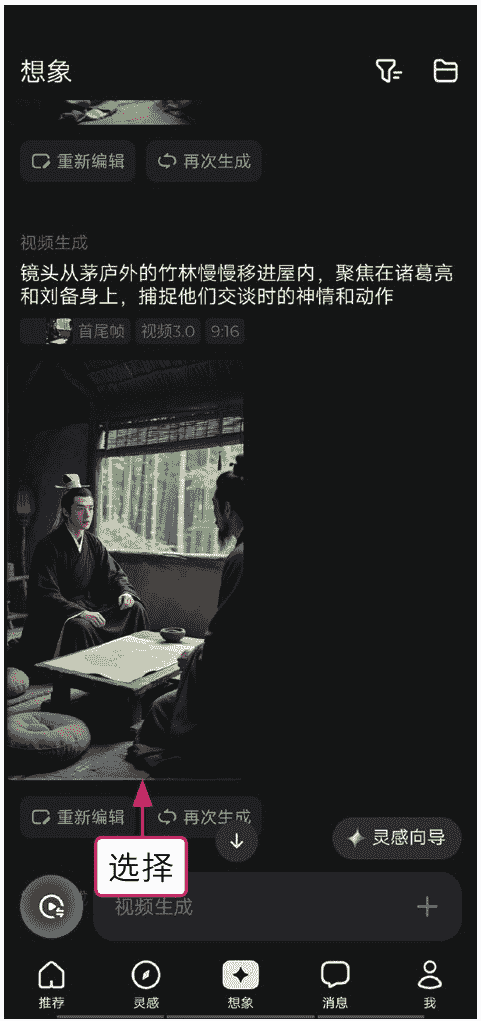 想象
重新编辑
再次生成
视频生成
镜头从茅庐外的竹林慢慢移进屋内，聚焦在诸葛亮
和刘备身上，捕捉他们交谈时的神情和动作
首尾帧 视频3.0 9:16
重新编辑
再次生成
灵感向导
选择
视频生成
推荐
灵感
想象
消息
我